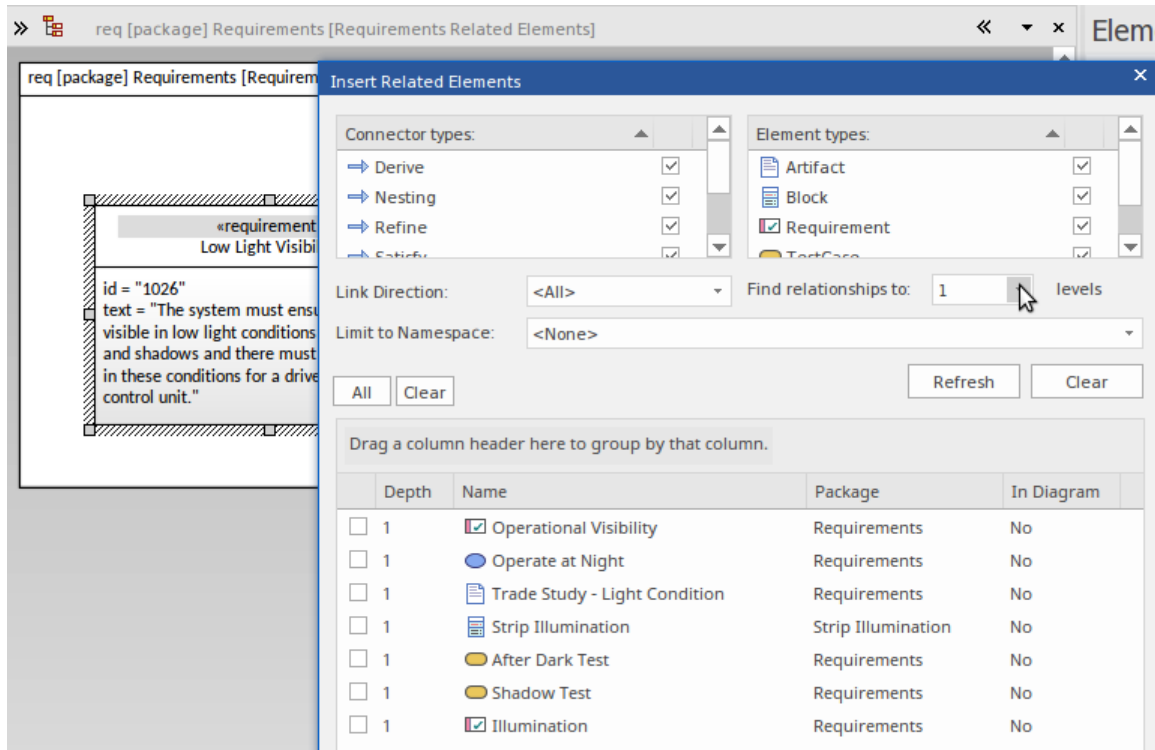 req [package] Requirements [Requirements Related Elements]
Elem
req [package] Requirements [Requirem
Insert Related Elements
«requirement
Low Light Visibi
id = "1026"
text = "The system must ensu
visible in low light conditions
and shadows and there must
in these conditions for a drive
control unit."
Connector types:
Derive
Nesting
Refine
Satisfy
Element types:
Artifact
Block
Requirement
TestCase
Link Direction: <All> Find relationships to: 1 levels
Limit to Namespace: <None>
All Clear Refresh Clear
Drag a column header here to group by that column.
Depth Name Package In Diagram
1 Operational Visibility Requirements No
1 Operate at Night Requirements No
1 Trade Study - Light Condition Requirements No
1 Strip Illumination Strip Illumination No
1 After Dark Test Requirements No
1 Shadow Test Requirements No
1 Illumination Requirements No